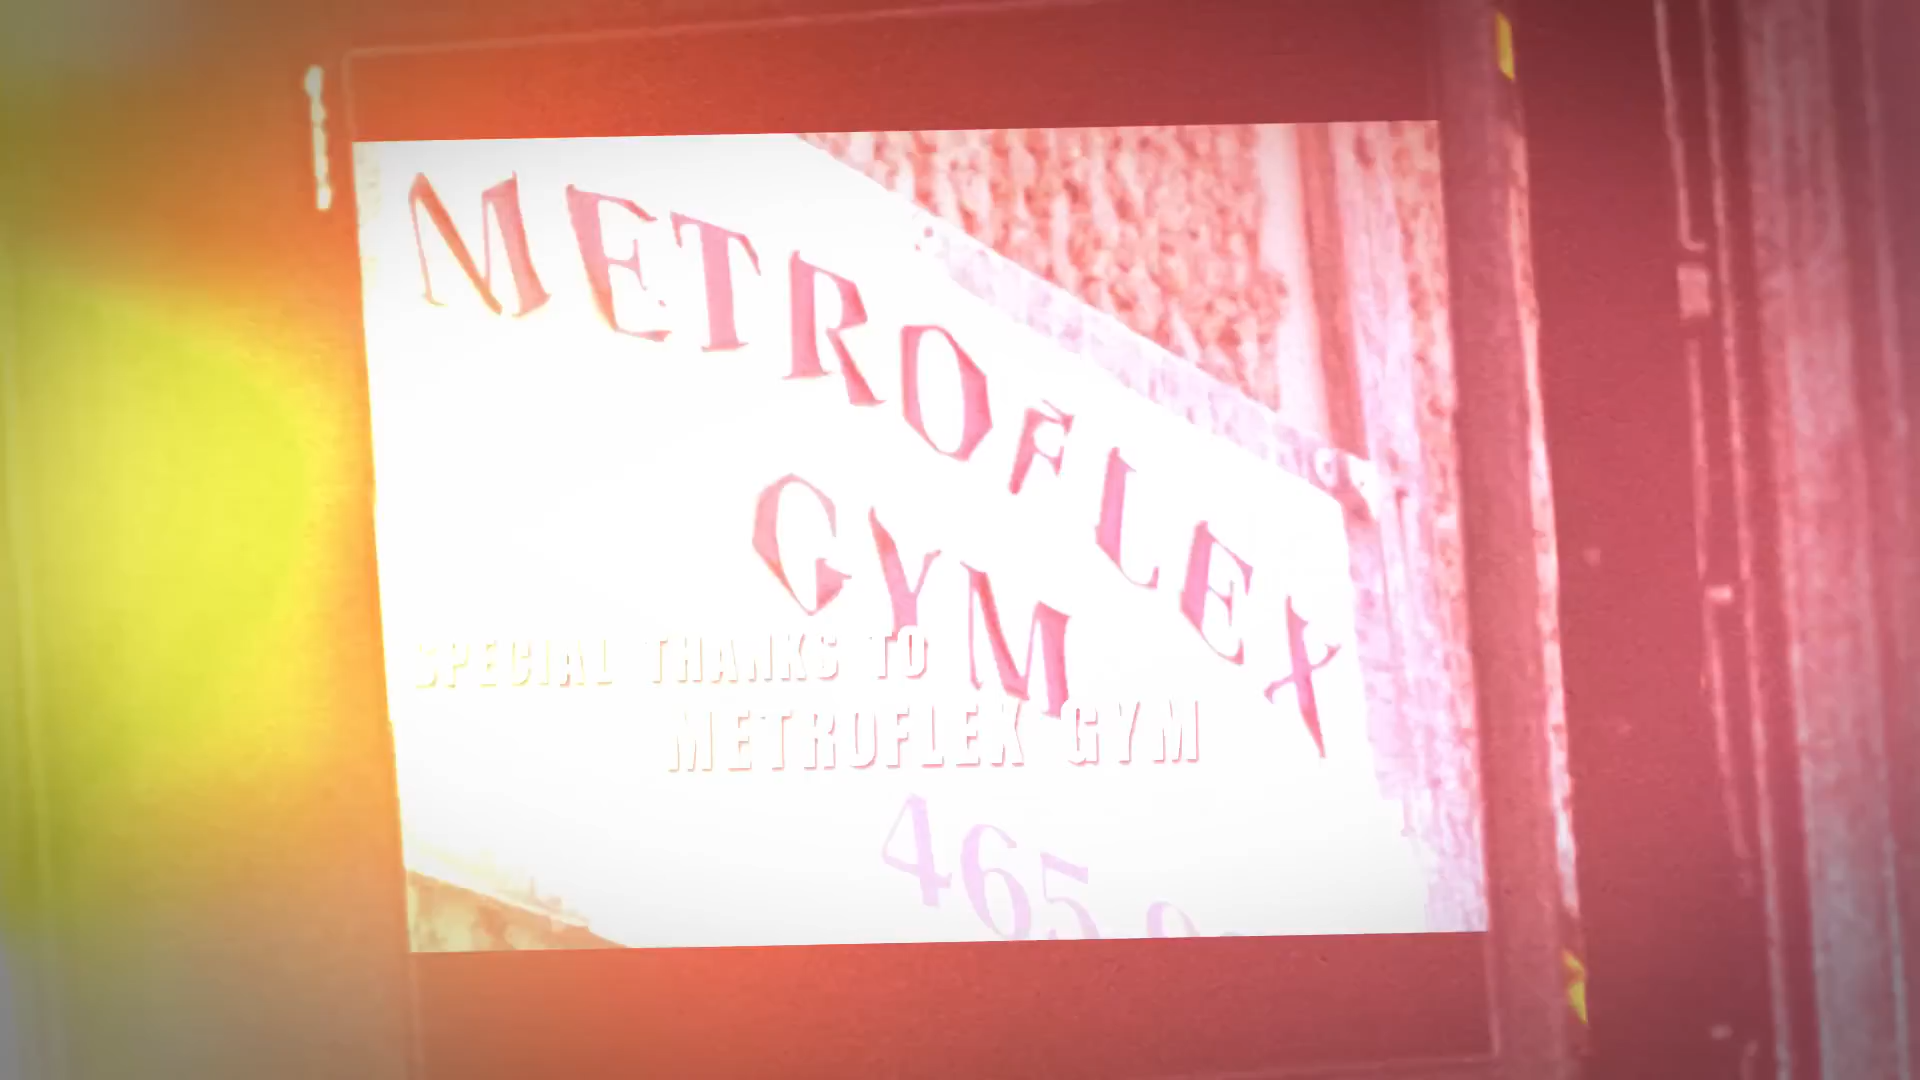 METROFLEX
GYM
SPECIAL THANKS TO
METROFLEX GYM
465